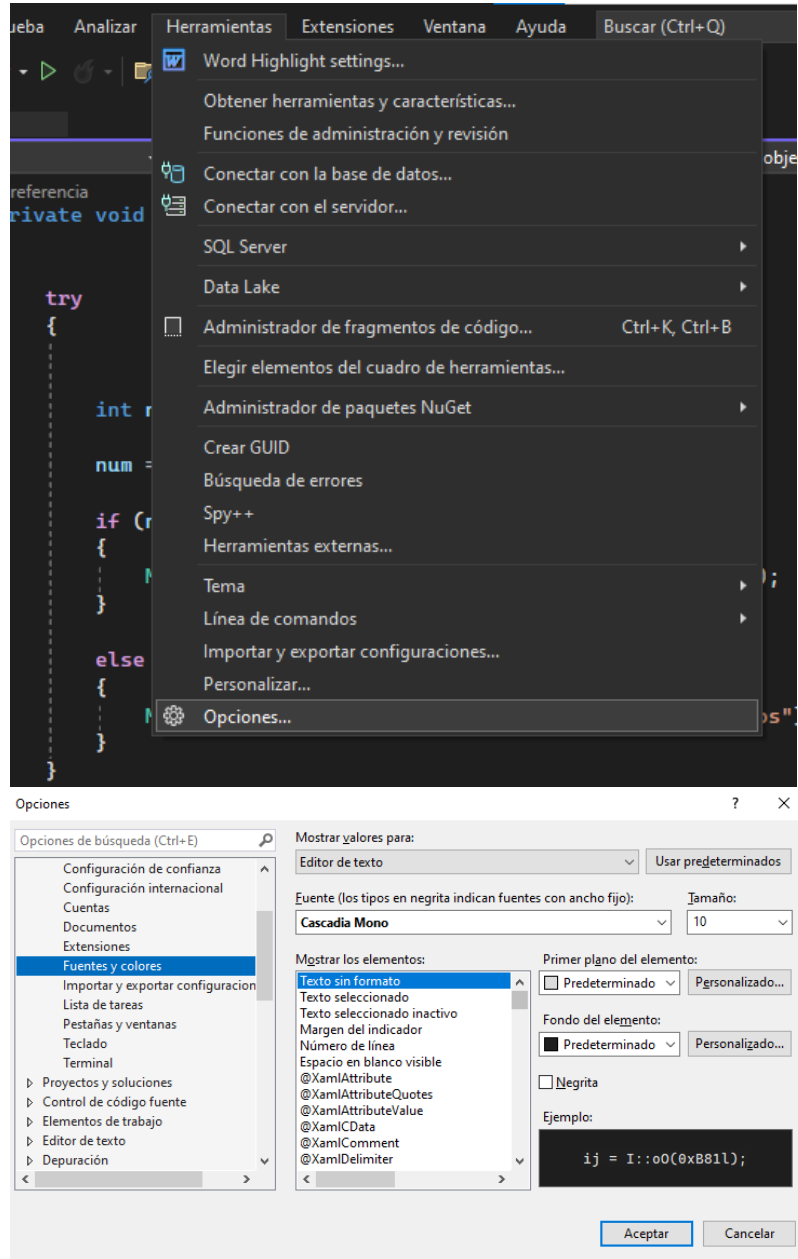 ueba Analizar Herramientas Extensiones Ventana Ayuda Buscar (Ctrl+Q)
Word Highlight settings...
Obtener herramientas y características...
Funciones de administración y revisión
obje
Conectar con la base de datos...
referencia
Conectar con el servidor...
rivate void
SQL Server
Data Lake
try
{
Administrador de fragmentos de código... Ctrl+K, Ctrl+B
Elegir elementos del cuadro de herramientas...
int
Administrador de paquetes NuGet
Crear GUID
num =
Búsqueda de errores
Spy++
if (
{
Herramientas externas...
Tema
);
}
Línea de comandos
Importar y exportar configuraciones...
else
{
Personalizar...
Opciones...
os")
}
}
Opciones ? X
Opciones de búsqueda (Ctrl+E)
Configuración de confianza
Configuración internacional
Cuentas
Documentos
Extensiones
Fuentes y colores
Importar y exportar configuracion
Lista de tareas
Pestañas y ventanas
Teclado
Terminal
Proyectos y soluciones
Control de código fuente
Elementos de trabajo
Editor de texto
Depuración
Mostrar valores para:
Editor de texto Usar predeterminados
Fuente (los tipos en negrita indican fuentes con ancho fijo): Tamaño:
Cascadia Mono 10
Mostrar los elementos:
Texto sin formato
Texto seleccionado
Texto seleccionado inactivo
Margen del indicador
Número de línea
Espacio en blanco visible
@XamlAttribute
@XamlAttributeQuotes
@XamlAttributeValue
@XamlCData
@XamlComment
@XamlDelimiter
Primer plano del elemento:
Predeterminado Personalizado...
Fondo del elemento:
Predeterminado Personalizado...
Negrita
Ejemplo:
ij = I::oO(0xB81l);
Aceptar Cancelar